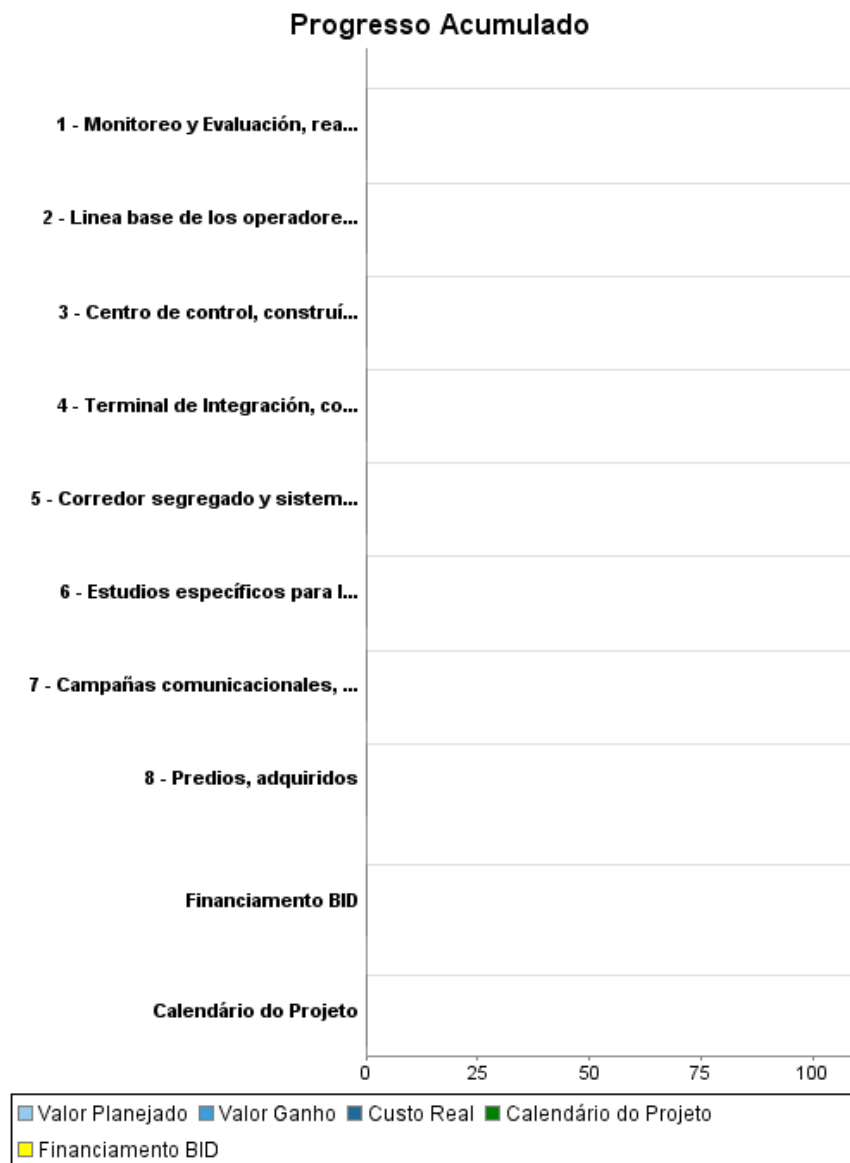 Progresso Acumulado
1 - Monitoreo y Evaluación, rea...
2 - Linea base de los operadore...
3 - Centro de control, construí...
4 - Terminal de Integración, co...
5 - Corredor segregado y sistem...
6 - Estudios específicos para l...
7 - Campañas comunicacionales, ...
8 - Predios, adquiridos
Financiamento BID
Calendário do Projeto
0 25 50 75 100
Valor Planejado Valor Ganho Custo Real Calendário do Projeto
Financiamento BID